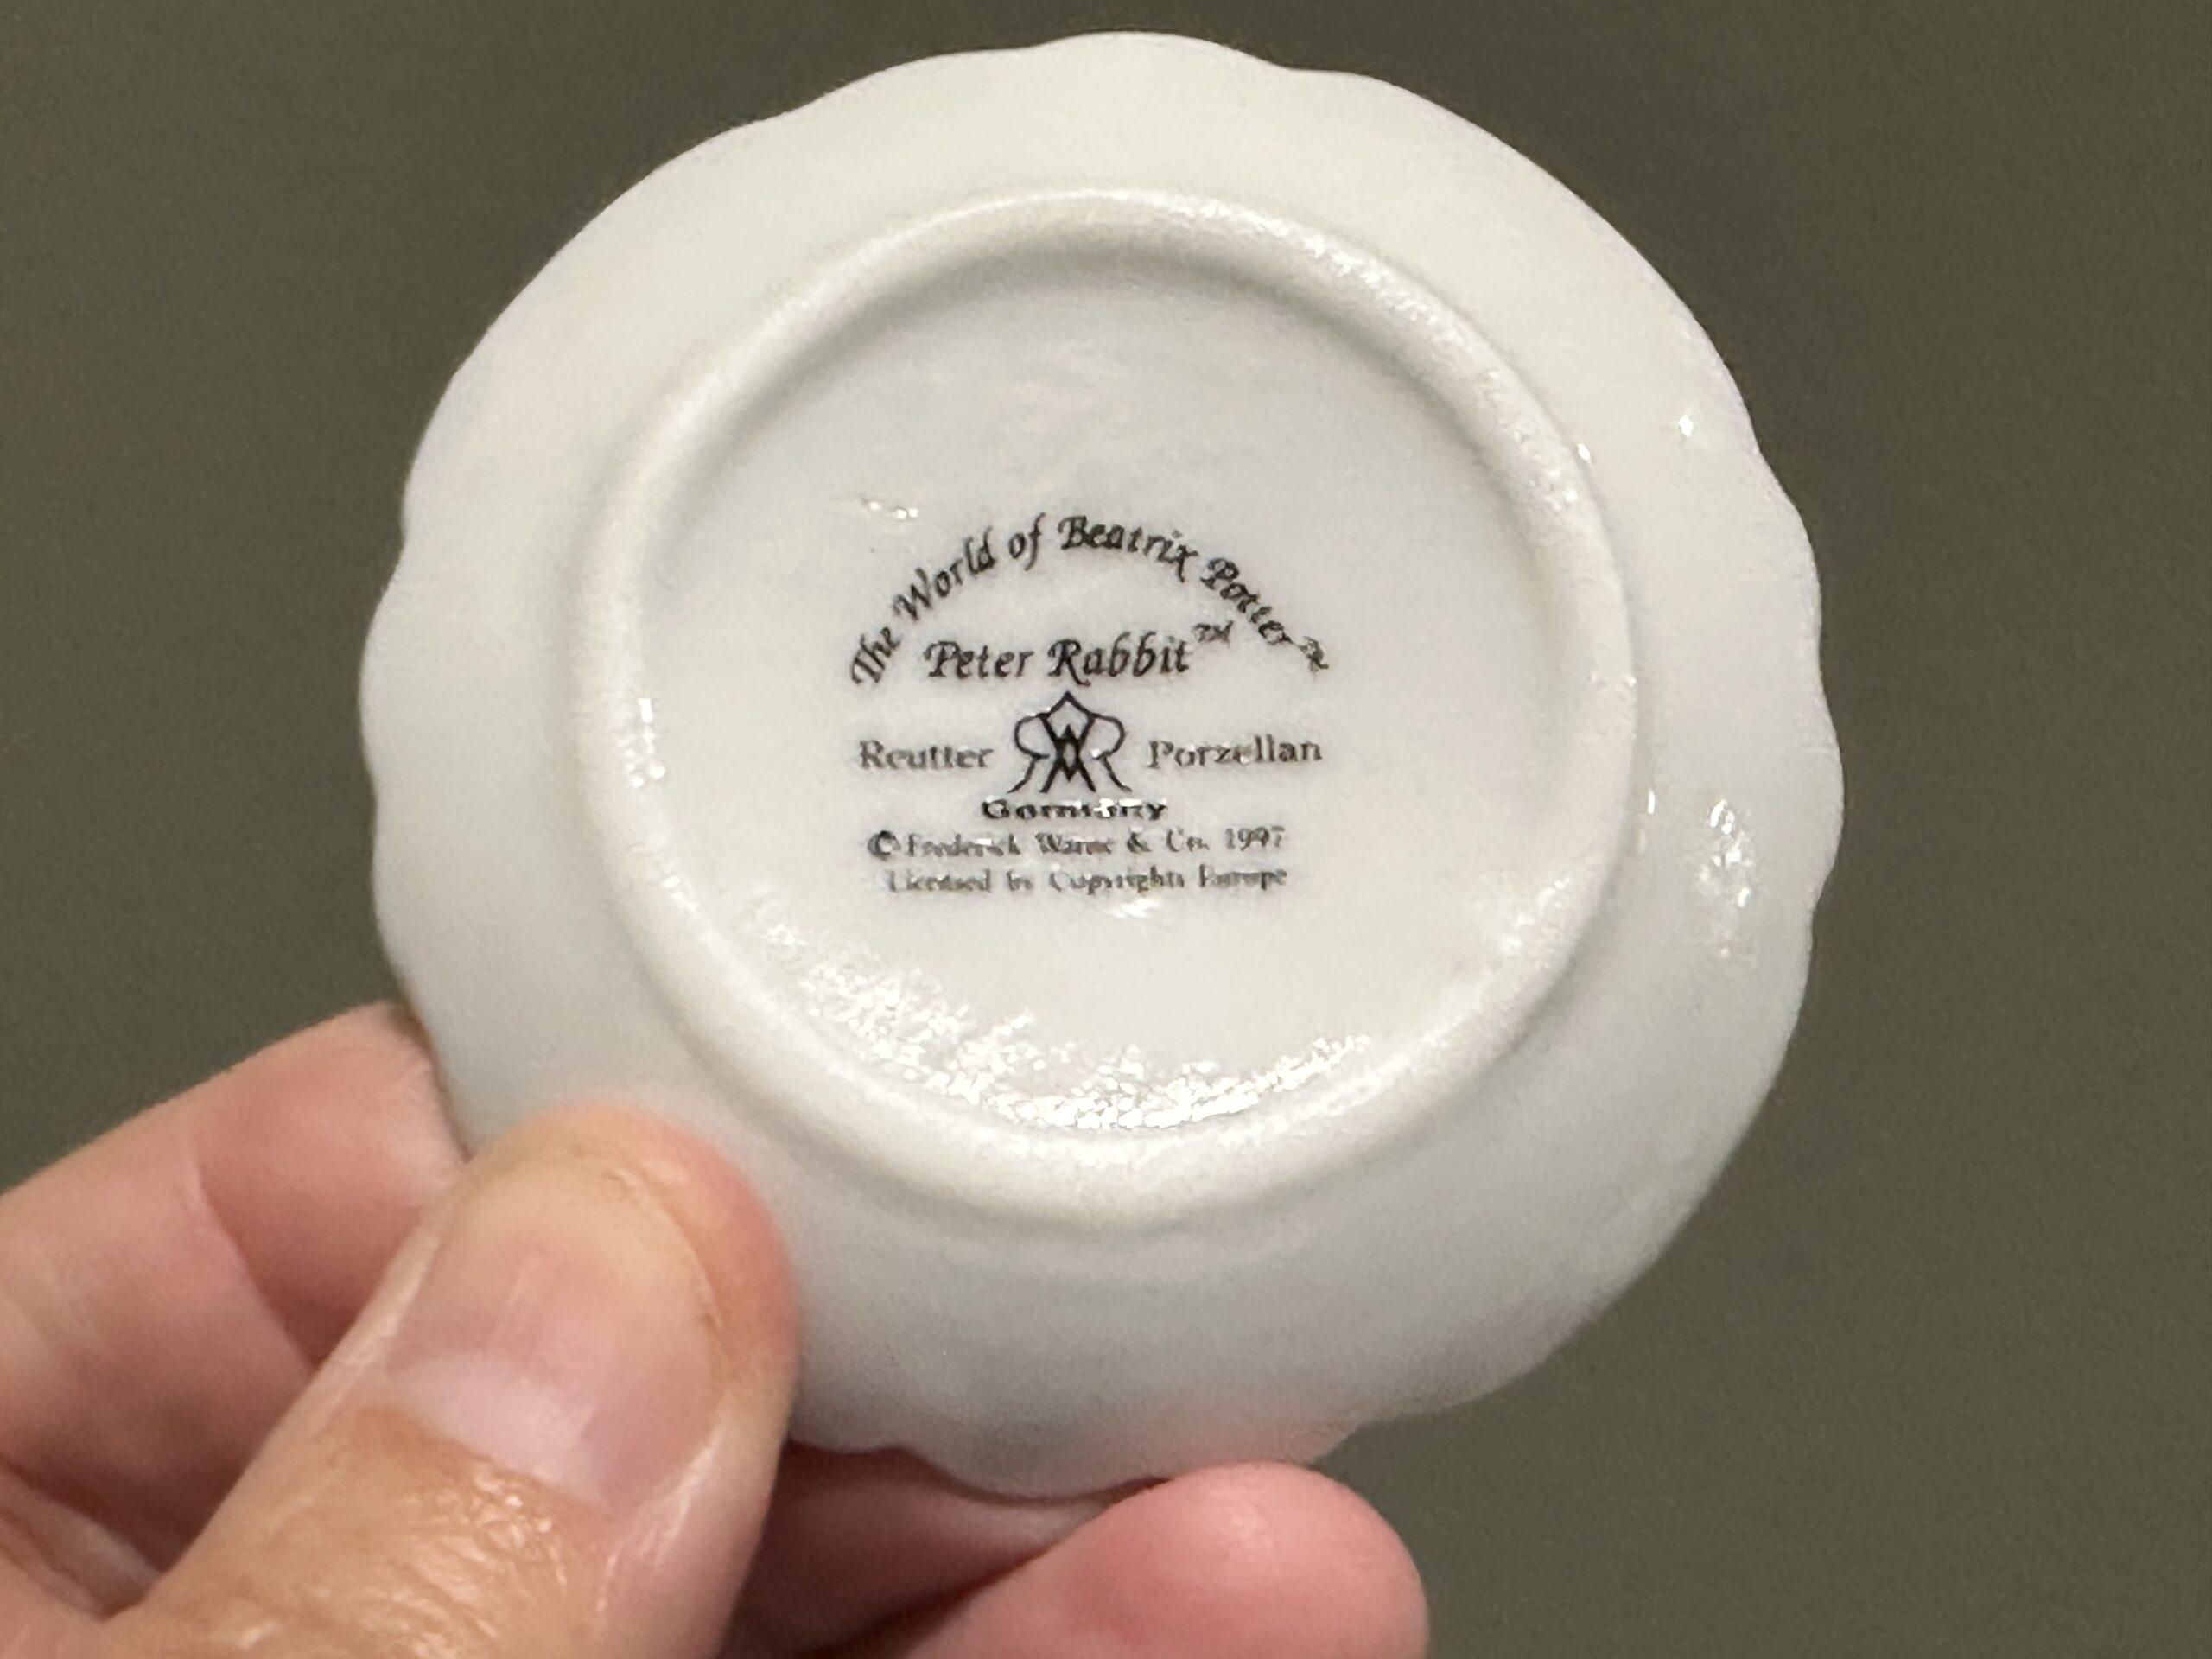 The World of Beatrix Potter™
Peter Rabbit™
Reutter Porzellan
Germany
© Frederick Warne & Co. 1997
Licensed by Copyrights Europe